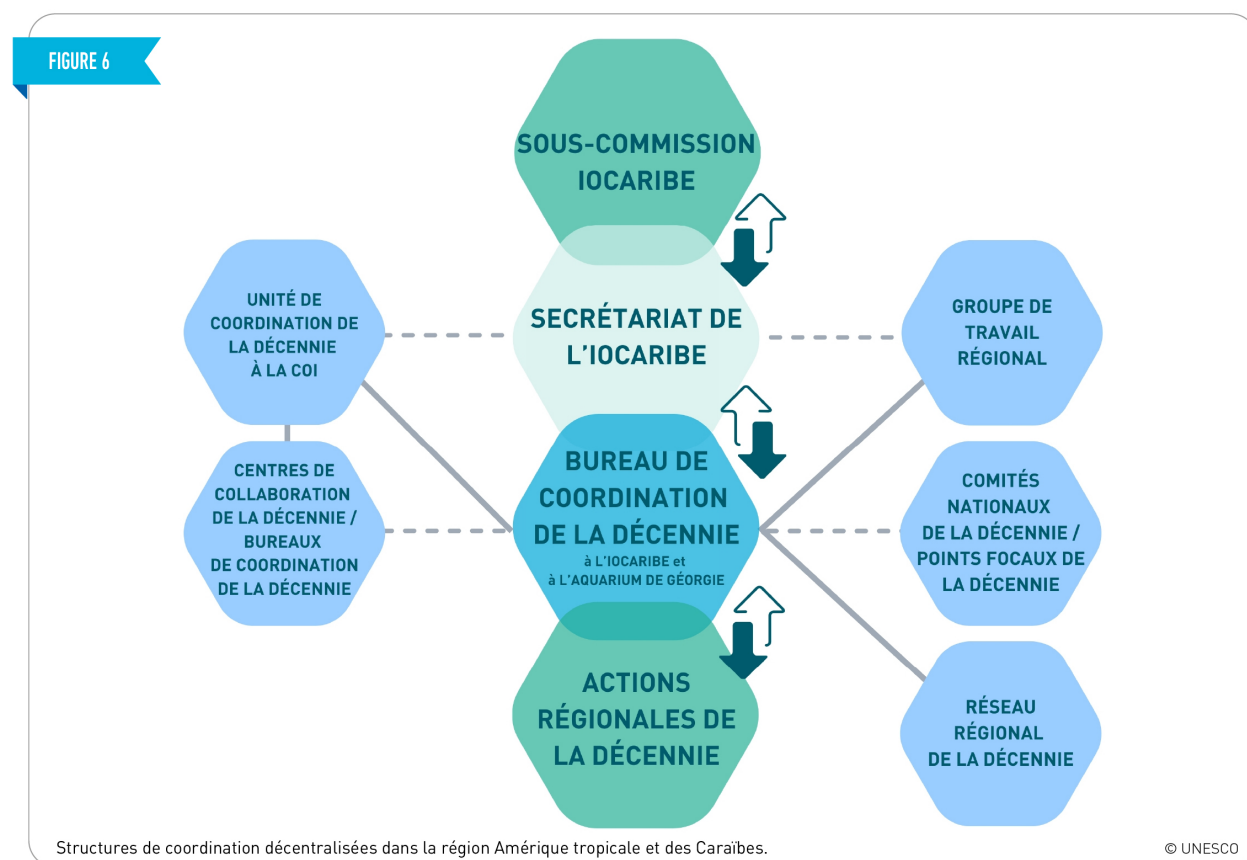 FIGURE 6
SOUS-COMMISSION
IOCARIBE
UNITÉ DE
COORDINATION DE
LA DÉCENNIE
À LA COI
SECRÉTARIAT DE
L'IOCARIBE
GROUPE DE
TRAVAIL
RÉGIONAL
CENTRES DE
COLLABORATION
DE LA DÉCENNIE /
BUREAUX
DE COORDINATION
DE LA DÉCENNIE
BUREAU DE
COORDINATION
DE LA DÉCENNIE
à L'IOCARIBE et
à L'AQUARIUM DE GÉORGIE
COMITÉS
NATIONAUX
DE LA DÉCENNIE /
POINTS FOCAUX DE
LA DÉCENNIE
ACTIONS
RÉGIONALES DE
LA DÉCENNIE
RÉSEAU
RÉGIONAL
DE LA DÉCENNIE
Structures de coordination décentralisées dans la région Amérique tropicale et des Caraïbes.
© UNESCO